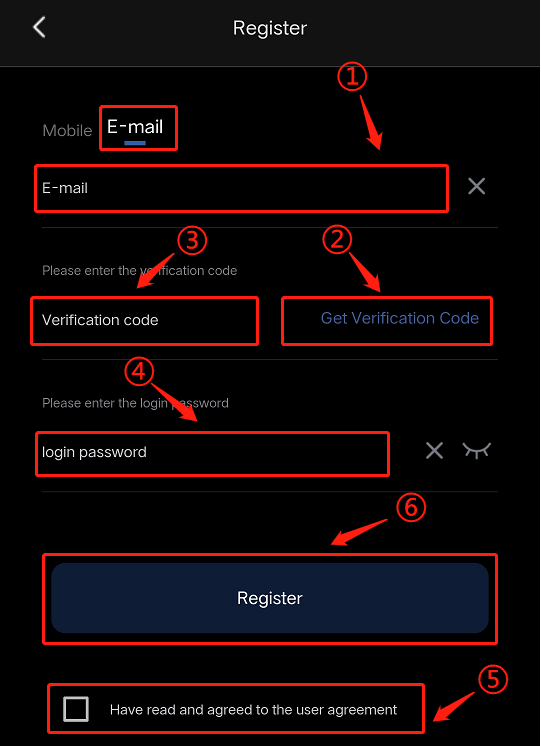 Register
①
Mobile E-mail
E-mail
③ ②
Please enter the verification code
Verification code Get Verification Code
④
Please enter the login password
login password
⑥
Register
⑤
Have read and agreed to the user agreement